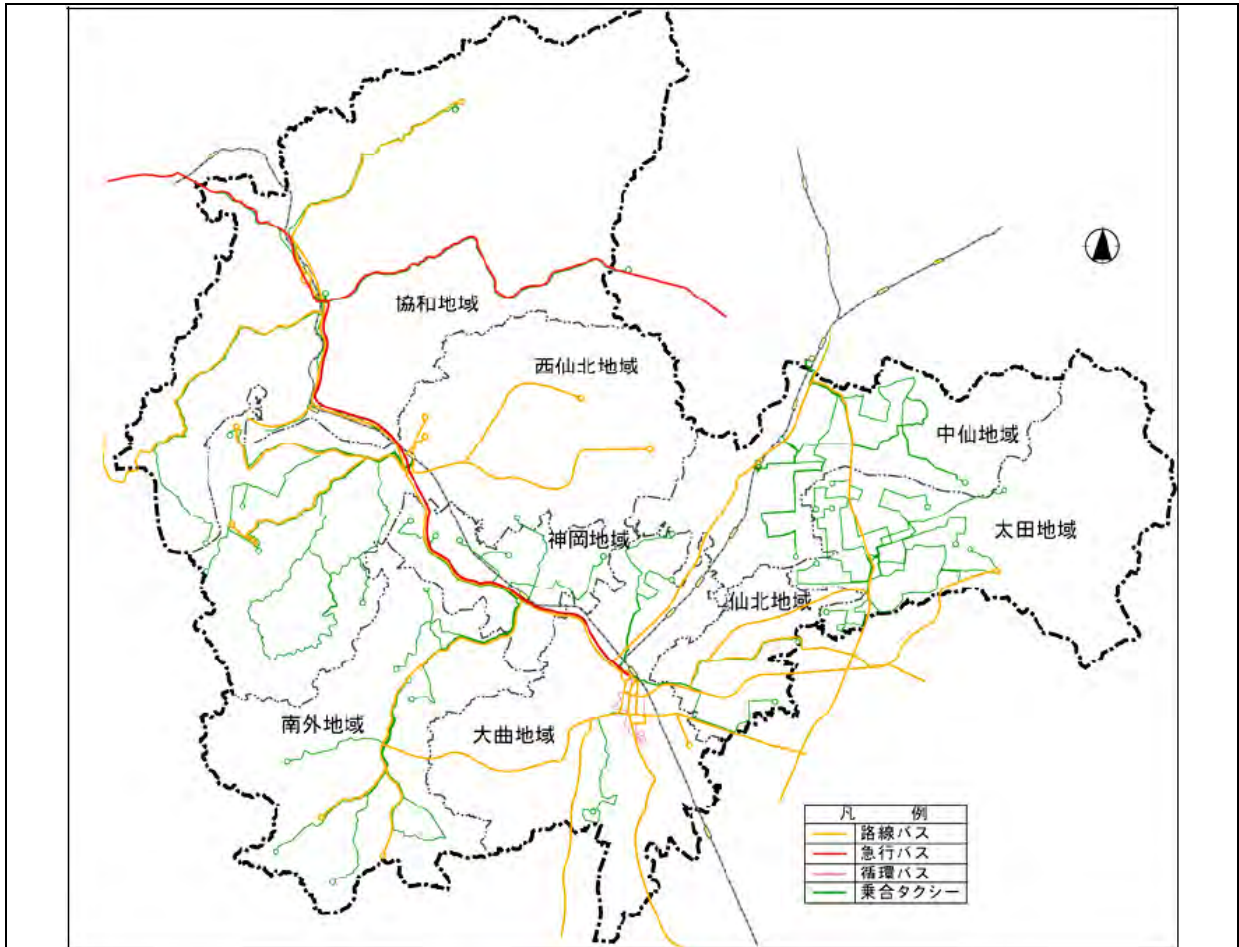 協和地域
西仙北地域
中仙地域
太田地域
神岡地域
仙北地域
南外地域
大曲地域
凡 例
路線バス
急行バス
循環バス
乗合タクシー